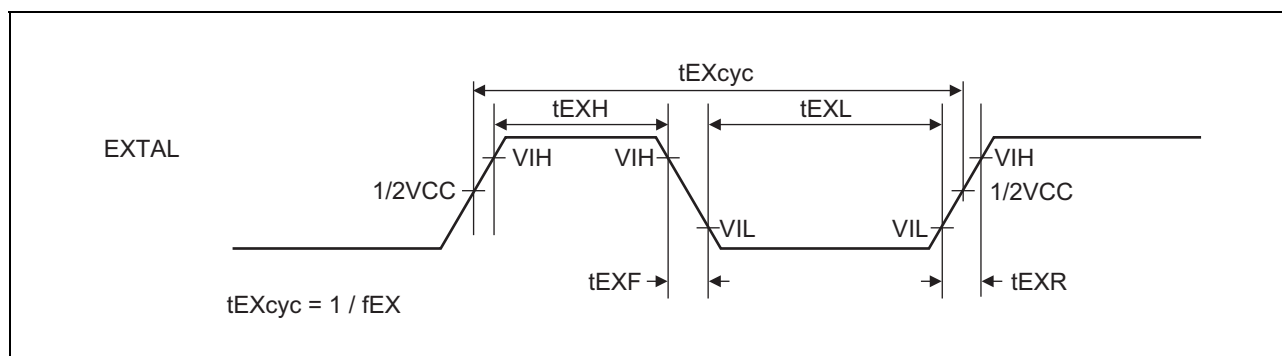 tEXcyc
tEXH
tEXL
EXTAL
VIH
VIH
VIH
1/2VCC
1/2VCC
VIL
VIL
tEXF
tEXR
tEXcyc = 1 / fEX